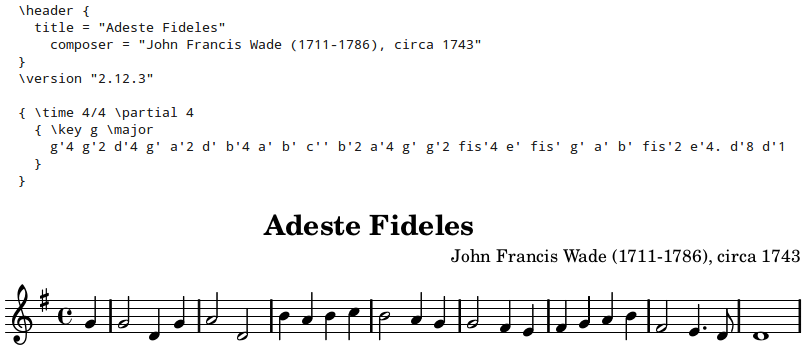 \header {
title = "Adeste Fideles"
composer = "John Francis Wade (1711-1786), circa 1743"
}
\version "2.12.3"
{ \time 4/4 \partial 4
{ \key g \major
g'4 g'2 d'4 g' a'2 d' b'4 a' b' c'' b'2 a'4 g' g'2 fis'4 e' fis' g' a' b' fis'2 e'4. d'8 d'1
}
}
Adeste Fideles
John Francis Wade (1711-1786), circa 1743